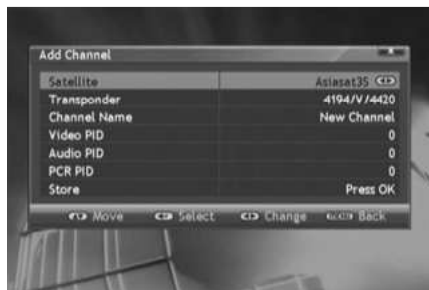 Add Channel
Satellite Asiasat3S
Transponder 4194/V/4420
Channel Name New Channel
Video PID 0
Audio PID 0
PCR PID 0
Store Press OK
Move Select Change Back